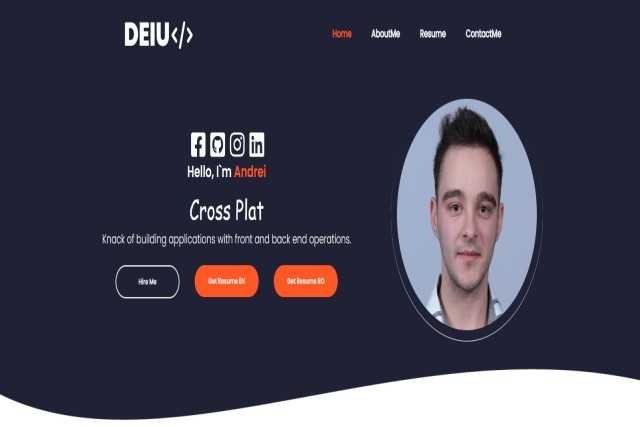 DEIU</>
Home AboutMe Resume ContactMe
Hello, I`m Andrei
Cross Plat
Knack of building applications with front and back end operations.
Hire Me Get Resume EN Get Resume RO